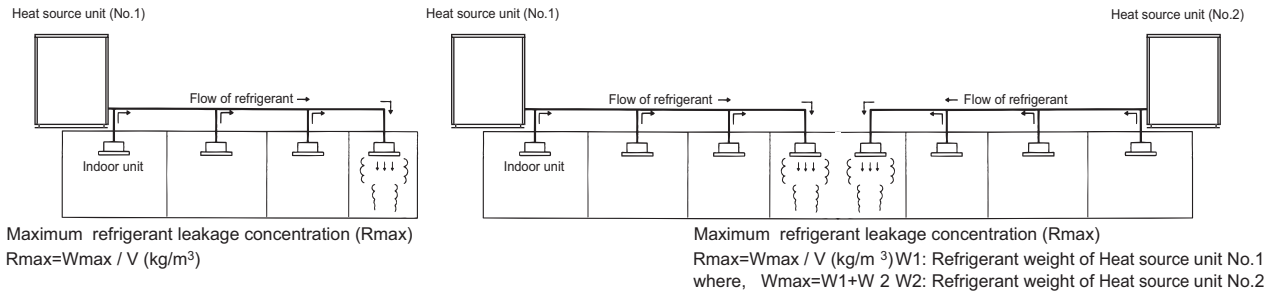 Heat source unit (No.1)
Flow of refrigerant →
Indoor unit
Maximum refrigerant leakage concentration (Rmax)
Rmax=Wmax / V (kg/m³)
Heat source unit (No.1)
Heat source unit (No.2)
Flow of refrigerant →
← Flow of refrigerant
Indoor unit
Maximum refrigerant leakage concentration (Rmax)
Rmax=Wmax / V (kg/m ³) W1: Refrigerant weight of Heat source unit No.1
where, Wmax=W1+W 2 W2: Refrigerant weight of Heat source unit No.2